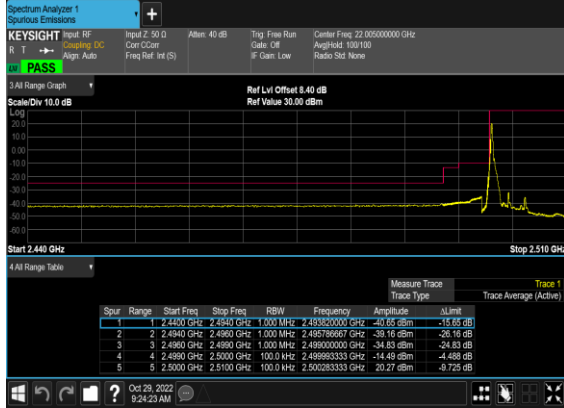 Spectrum Analyzer 1
Spurious Emissions
KEYSIGHT Input: RF Input Z: 50 Ω Atten: 40 dB Trig: Free Run Center Freq: 22.005000000 GHz
R T Coupling: DC Corr CCorr Gate: Off Avg|Hold: 100/100
Align: Auto Freq Ref: Int (S) IF Gain: Low Radio Std: None
PASS
3 All Range Graph
Ref Lvl Offset 8.40 dB
Scale/Div 10.0 dB Ref Value 30.00 dBm
Log
20.0
10.0
0.00
-10.0
-20.0
-30.0
-40.0
-50.0
-60.0
Start 2.440 GHz Stop 2.510 GHz
4 All Range Table
Measure Trace Trace 1
Trace Type Trace Average (Active)
Spur Range Start Freq Stop Freq RBW Frequency Amplitude ΔLimit
1 1 2.4400 GHz 2.4940 GHz 1.000 MHz 2.493820000 GHz -40.65 dBm -15.65 dB
2 2 2.4940 GHz 2.4960 GHz 1.000 MHz 2.495786667 GHz -39.16 dBm -26.16 dB
3 3 2.4960 GHz 2.4990 GHz 1.000 MHz 2.499000000 GHz -34.83 dBm -24.83 dB
4 4 2.4990 GHz 2.5000 GHz 100.0 kHz 2.499993333 GHz -14.49 dBm -4.488 dB
5 5 2.5000 GHz 2.5100 GHz 100.0 kHz 2.500283333 GHz 20.27 dBm -9.725 dB
Oct 29, 2022
9:24:23 AM